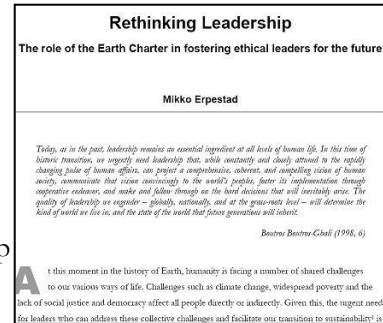 Rethinking Leadership
The role of the Earth Charter in fostering ethical leaders for the future
Mikko Erpestad
Today, as in the past, leadership remains an essential ingredient at all levels of human life. In this time of
historic transition, we urgently need leadership that, while constantly and closely attuned to the rapidly
changing pulse of human affairs, can project a comprehensive, coherent, and compelling vision of human
society, communicate that vision convincingly to the world's peoples, foster its implementation through
cooperative endeavor, and make and follow through on the hard decisions that will inevitably arise. The
quality of leadership we engender – globally, nationally, and at the grass-roots level – will determine the
kind of world we live in, and the state of the world that future generations will inherit.
Boutros Boutros-Ghali (1998, 6)
p
At this moment in the history of Earth, humanity is facing a number of shared challenges
to our various ways of life. Challenges such as climate change, widespread poverty and the
lack of social justice and democracy affect all people directly or indirectly. Given this, the urgent need
for leaders who can address these collective challenges and facilitate our transition to sustainability¹ is